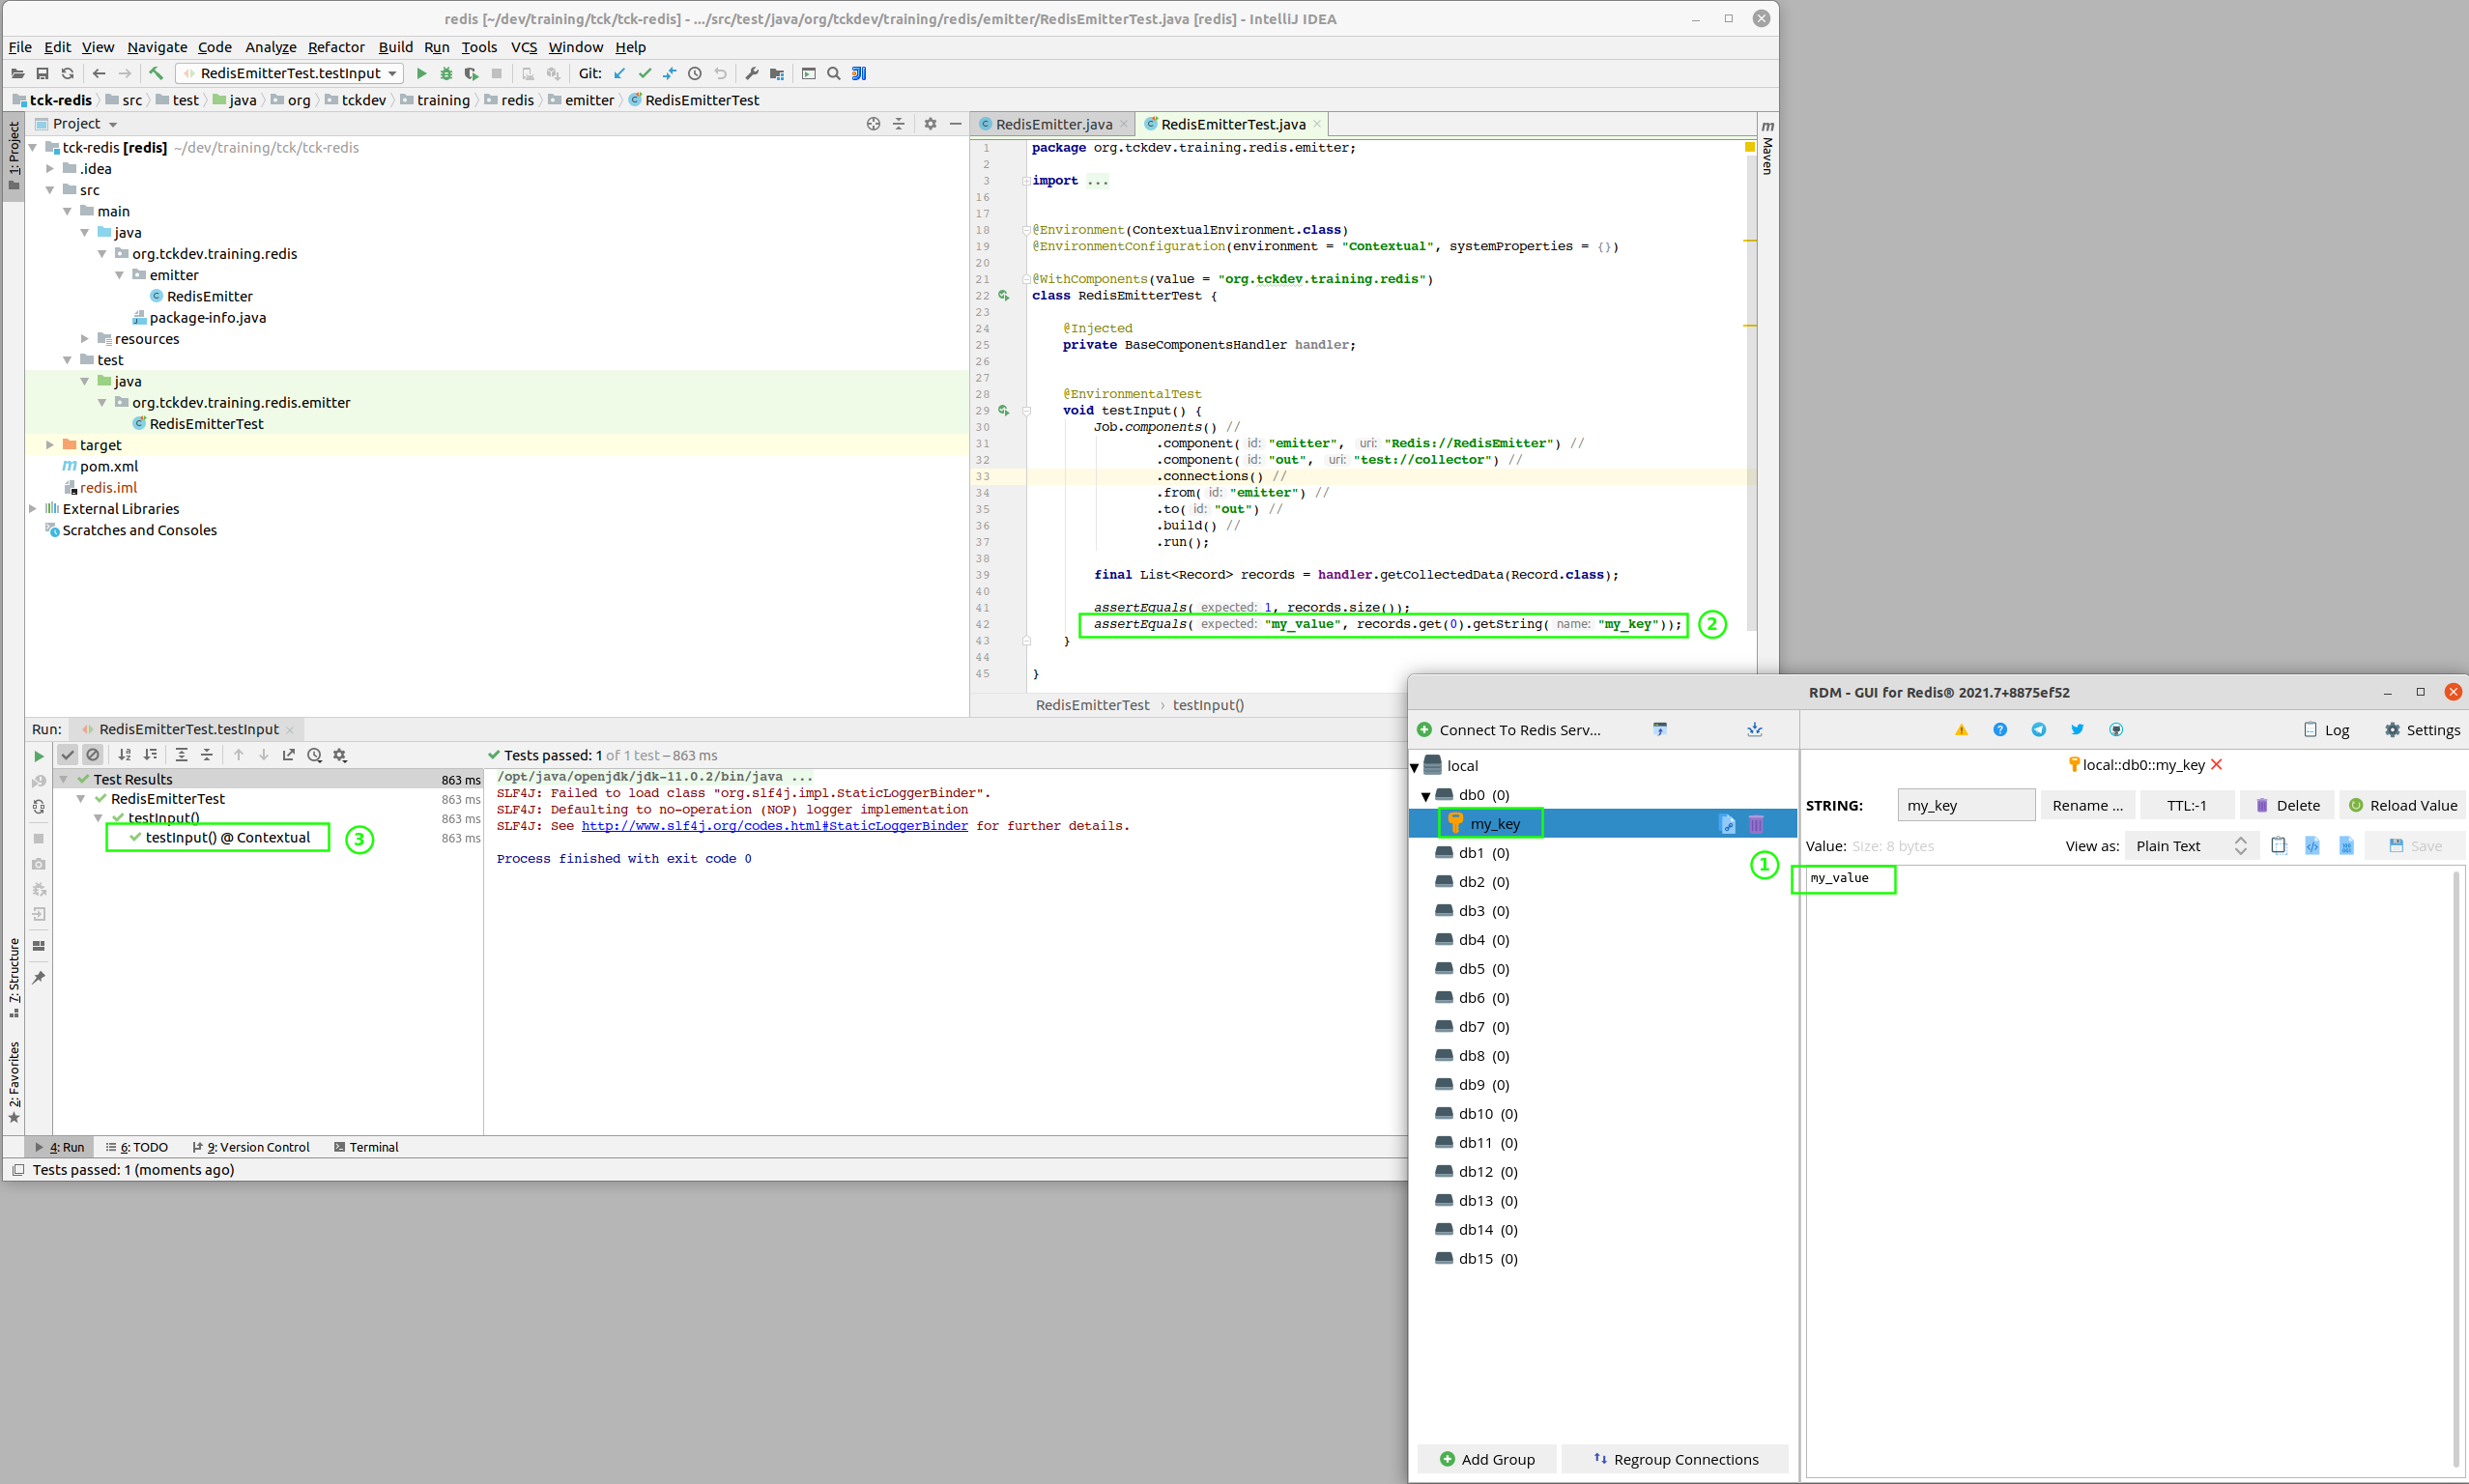 redis [~/dev/training/tck/tck-redis] - .../src/test/java/org/tckdev/training/redis/emitter/RedisEmitterTest.java [redis] - IntelliJ IDEA
File Edit View Navigate Code Analyze Refactor Build Run Tools VCS Window Help
RedisEmitterTest.testInput Git:
tck-redis src test java org tckdev training redis emitter RedisEmitterTest
1: Project
Project
tck-redis [redis] ~/dev/training/tck/tck-redis
.idea
src
main
java
org.tckdev.training.redis
emitter
RedisEmitter
package-info.java
resources
test
java
org.tckdev.training.redis.emitter
RedisEmitterTest
target
pom.xml
redis.iml
External Libraries
Scratches and Consoles
RedisEmitter.java RedisEmitterTest.java
Maven
1 package org.tckdev.training.redis.emitter;
2
3 import ...
16
17
18 @Environment(ContextualEnvironment.class)
19 @EnvironmentConfiguration(environment = "Contextual", systemProperties = {})
20
21 @WithComponents(value = "org.tckdev.training.redis")
22 class RedisEmitterTest {
23
24 @Injected
25 private BaseComponentsHandler handler;
26
27
28 @EnvironmentalTest
29 void testInput() {
30 Job.components() //
31 .component( id: "emitter", uri: "Redis://RedisEmitter") //
32 .component( id: "out", uri: "test://collector") //
33 .connections() //
34 .from( id: "emitter") //
35 .to( id: "out") //
36 .build() //
37 .run();
38
39 final List<Record> records = handler.getCollectedData(Record.class);
40
41 assertEquals( expected: 1, records.size());
42 assertEquals( expected: "my_value", records.get(0).getString( name: "my_key")); 2
43 }
44
45 }
RedisEmitterTest › testInput()
Run: RedisEmitterTest.testInput
Tests passed: 1 of 1 test – 863 ms
Test Results 863 ms
RedisEmitterTest 863 ms
testInput() 863 ms
testInput() @ Contextual 3 863 ms
/opt/java/openjdk/jdk-11.0.2/bin/java ...
SLF4J: Failed to load class "org.slf4j.impl.StaticLoggerBinder".
SLF4J: Defaulting to no-operation (NOP) logger implementation
SLF4J: See http://www.slf4j.org/codes.html#StaticLoggerBinder for further details.
Process finished with exit code 0
7: Structure
2: Favorites
4: Run 6: TODO 9: Version Control Terminal
Tests passed: 1 (moments ago)
RDM - GUI for Redis® 2021.7+8875ef52
Connect To Redis Serv... Log Settings
local
db0 (0)
my_key
db1 (0)
db2 (0)
db3 (0)
db4 (0)
db5 (0)
db6 (0)
db7 (0)
db8 (0)
db9 (0)
db10 (0)
db11 (0)
db12 (0)
db13 (0)
db14 (0)
db15 (0)
Add Group Regroup Connections
local::db0::my_key
STRING: my_key Rename ... TTL:-1 Delete Reload Value
Value: Size: 8 bytes View as: Plain Text Save
1
my_value